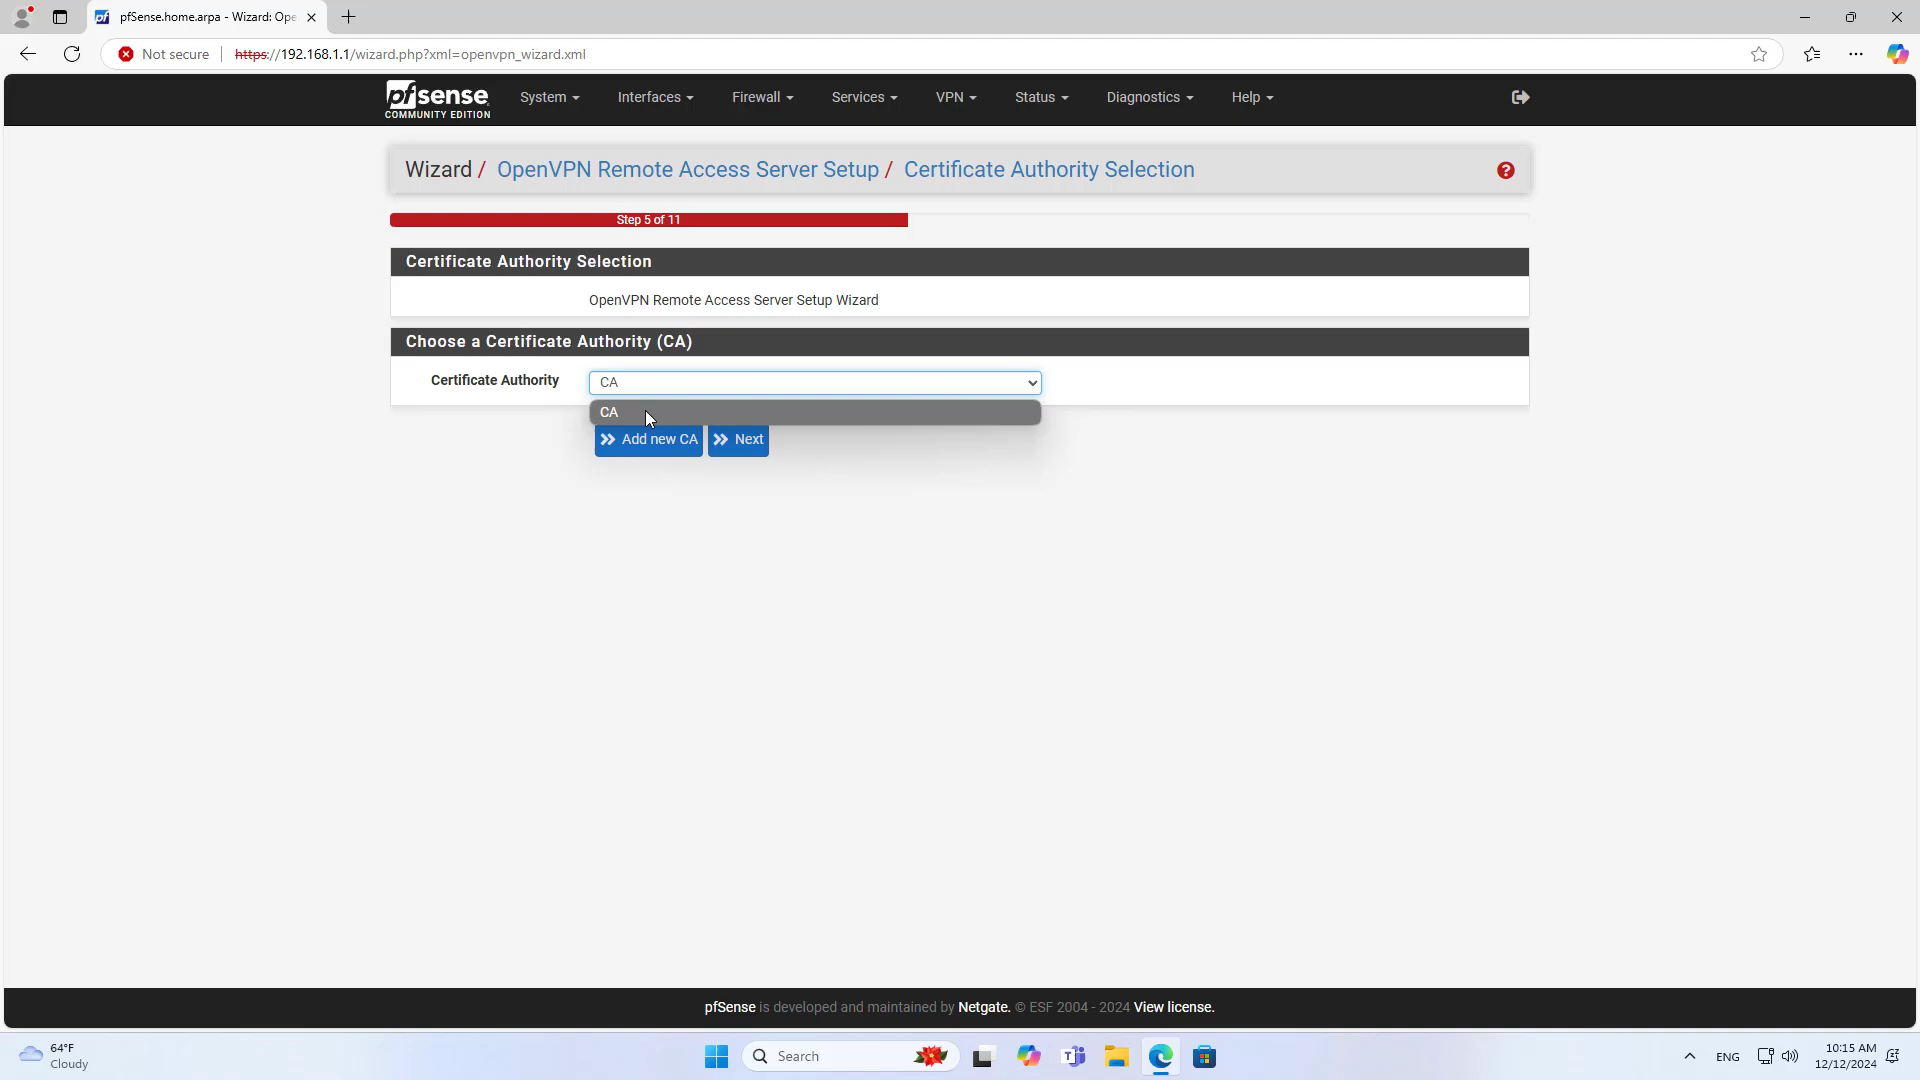 pfSense.home.arpa - Wizard: Ope
Not secure
https://192.168.1.1/wizard.php?xml=openvpn_wizard.xml
pfsense
COMMUNITY EDITION
System
Interfaces
Firewall
Services
VPN
Status
Diagnostics
Help
Wizard / OpenVPN Remote Access Server Setup / Certificate Authority Selection
Step 5 of 11
Certificate Authority Selection
OpenVPN Remote Access Server Setup Wizard
Choose a Certificate Authority (CA)
Certificate Authority
CA
CA
Add new CA
Next
pfSense is developed and maintained by Netgate. © ESF 2004 - 2024 View license.
64°F
Cloudy
Search
ENG
10:15 AM
12/12/2024